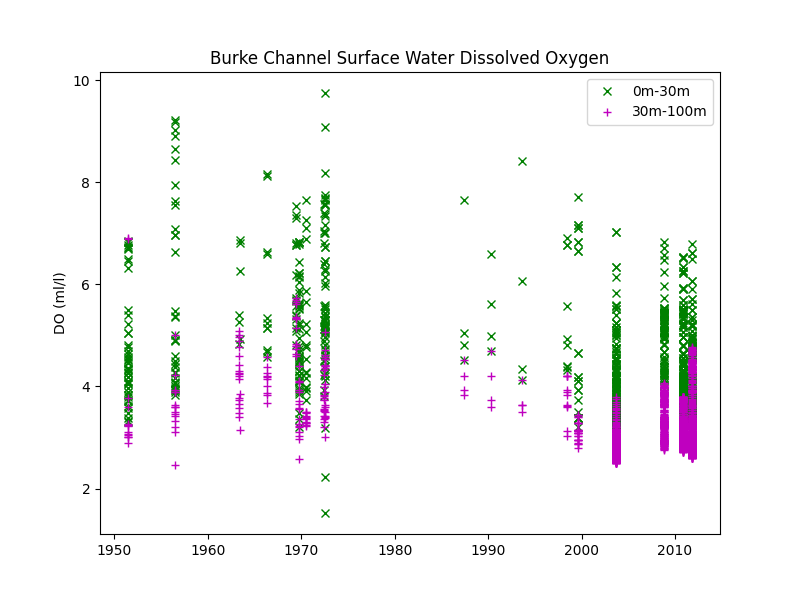 Burke Channel Surface Water Dissolved Oxygen
0m-30m
30m-100m
DO (ml/l)
10
8
6
4
2
1950 1960 1970 1980 1990 2000 2010